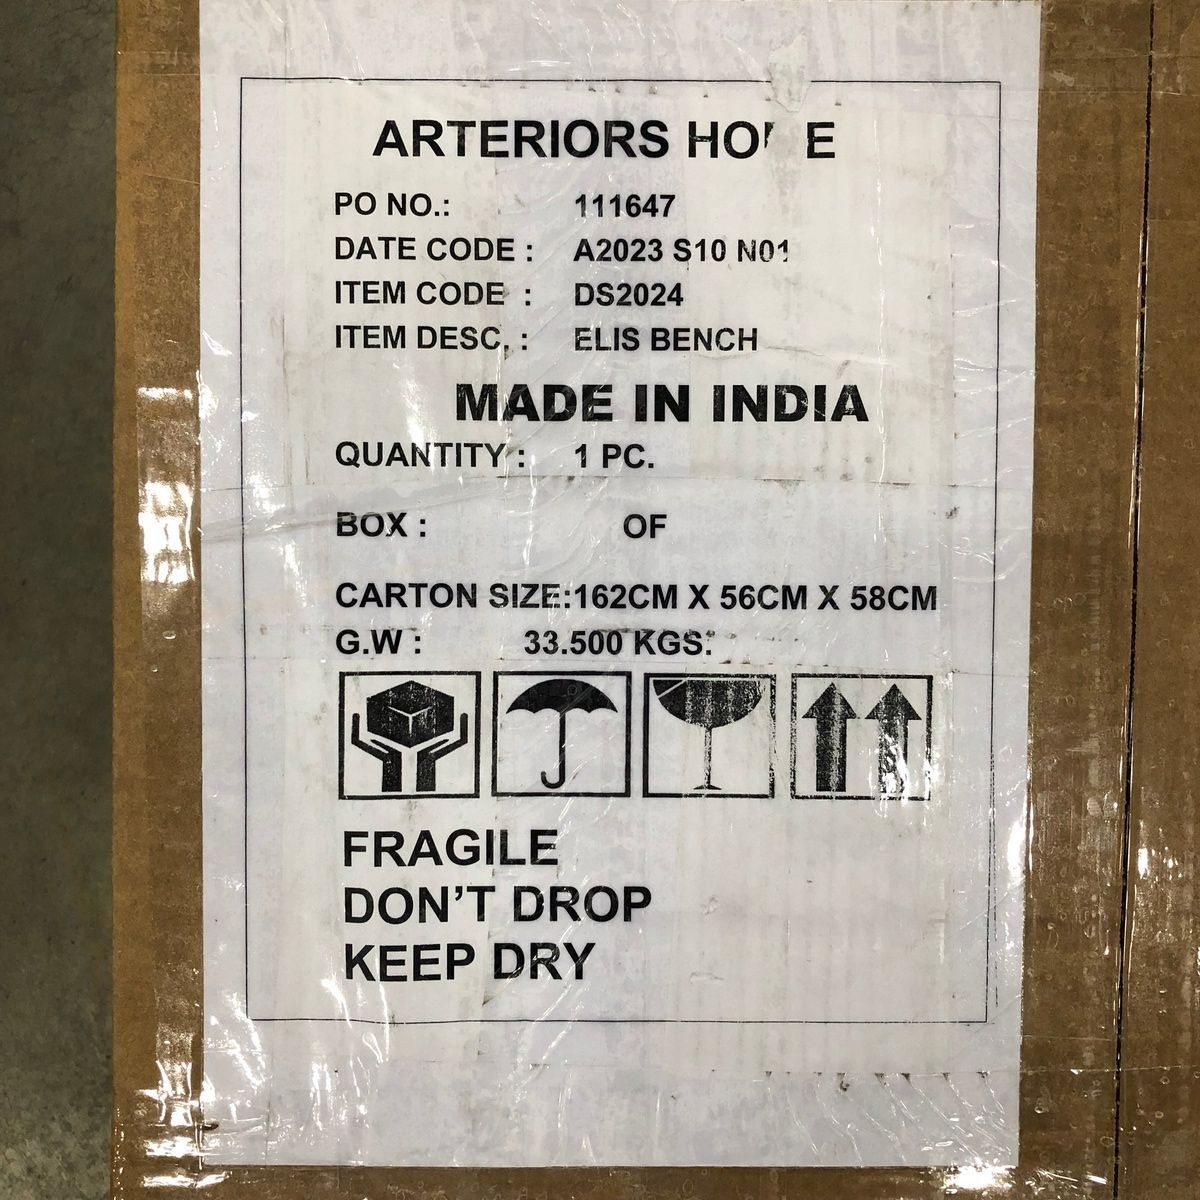 ARTERIORS
PO NO.: 111647
DATE CODE : A2023 S10 N01
ITEM CODE : DS2024
ITEM DESC. : ELIS BENCH
MADE IN INDIA
QUANTITY : 1 PC.
BOX : OF
CARTON SIZE:162CM X 56CM X 58CM
G.W : 33.500 KGS.
FRAGILE
DON’T DROP
KEEP DRY